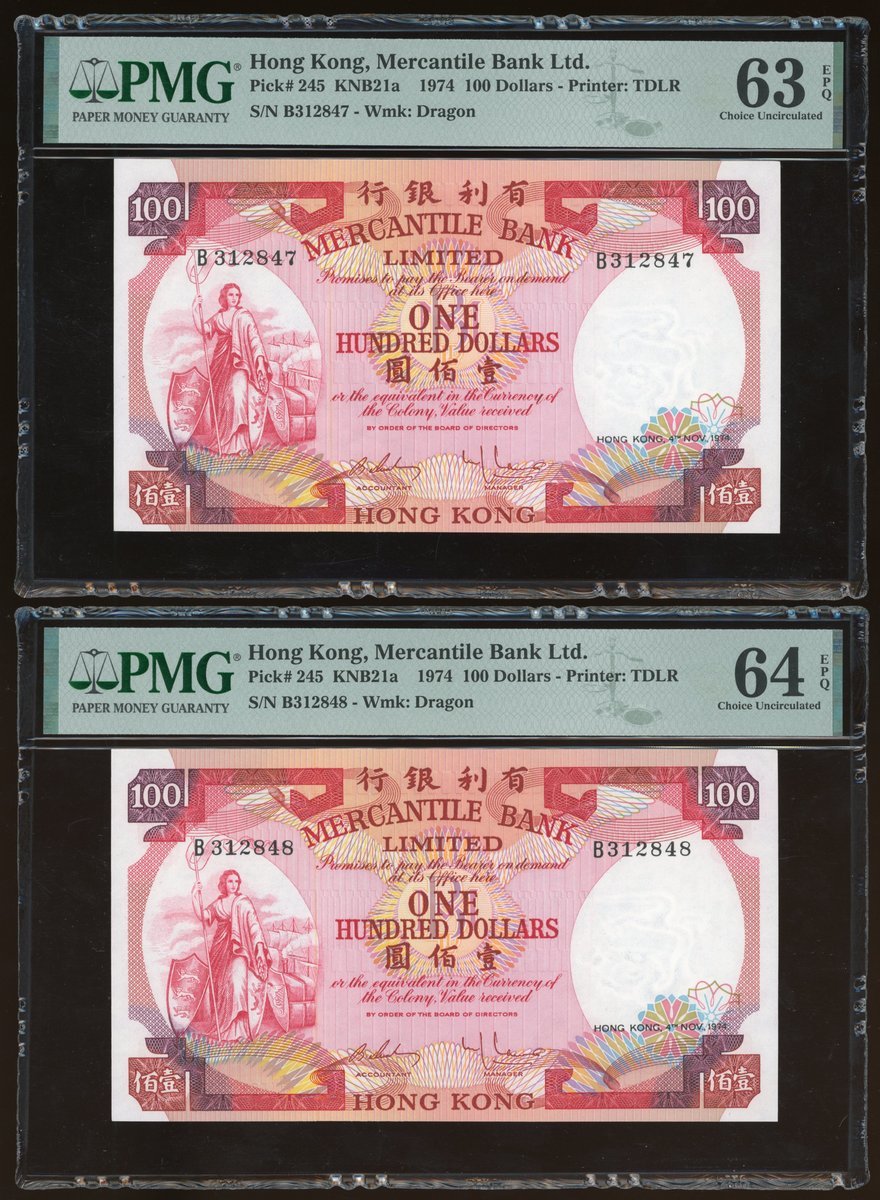 PMG®
PAPER MONEY GUARANTY
Hong Kong, Mercantile Bank Ltd.
Pick# 245 KNB21a 1974 100 Dollars - Printer: TDLR
S/N B312847 - Wmk: Dragon
63 EPQ
Choice Uncirculated
行銀利有
100 100
MERCANTILE BANK
LIMITED
B312847 B312847
Promises to pay the Bearer on demand
at its Office here
ONE
HUNDRED DOLLARS
圓佰壹
or the equivalent in the Currency of
the Colony, Value received
BY ORDER OF THE BOARD OF DIRECTORS
HONG KONG, 4TH NOV. 1974
ACCOUNTANT MANAGER
佰壹 佰壹
HONG KONG
PMG®
PAPER MONEY GUARANTY
Hong Kong, Mercantile Bank Ltd.
Pick# 245 KNB21a 1974 100 Dollars - Printer: TDLR
S/N B312848 - Wmk: Dragon
64 EPQ
Choice Uncirculated
行銀利有
100 100
MERCANTILE BANK
LIMITED
B312848 B312848
Promises to pay the Bearer on demand
at its Office here
ONE
HUNDRED DOLLARS
圓佰壹
or the equivalent in the Currency of
the Colony, Value received
BY ORDER OF THE BOARD OF DIRECTORS
HONG KONG, 4TH NOV. 1974
ACCOUNTANT MANAGER
佰壹 佰壹
HONG KONG